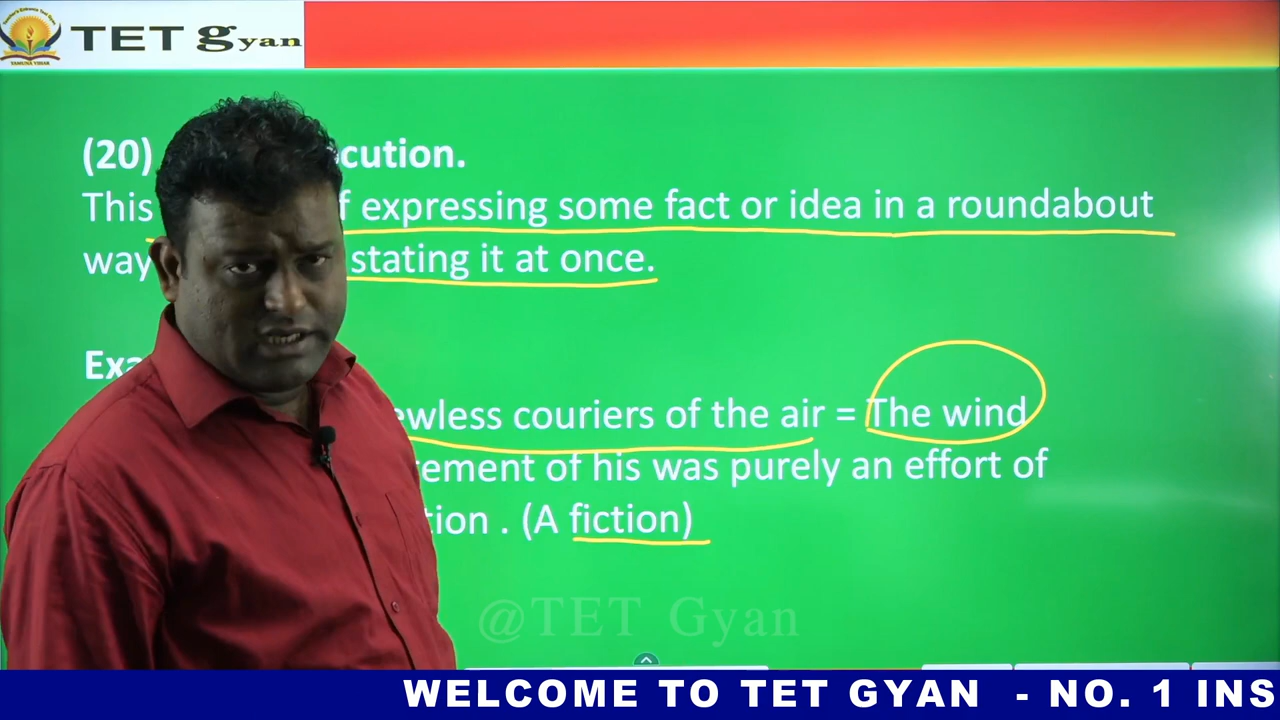 TET Gyan
(20) ocution.
This f expressing some fact or idea in a roundabout
way stating it at once.
Exa
ewless couriers of the air = The wind
tement of his was purely an effort of
tion . (A fiction)
@TET Gyan
WELCOME TO TET GYAN - NO. 1 INS